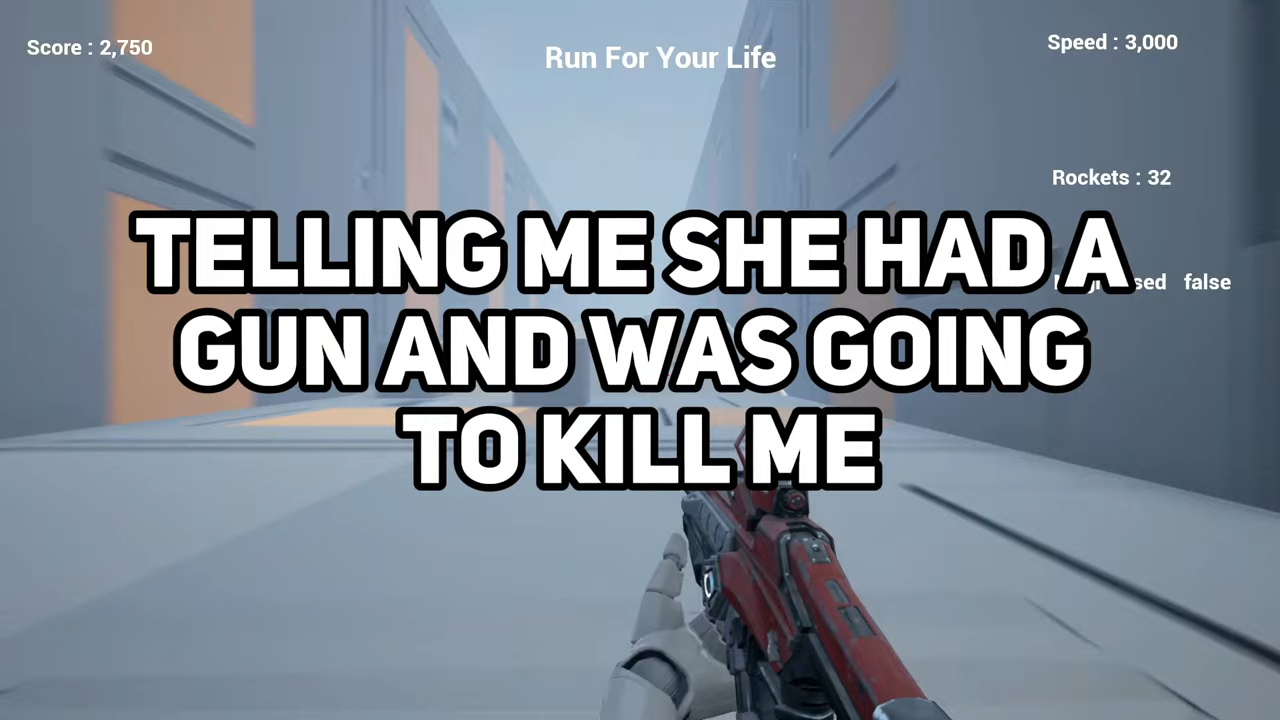 Score : 2,750
Run For Your Life
Speed : 3,000
Rockets : 32
TELLING ME SHE HAD A
false
GUN AND WAS GOING
TO KILL ME